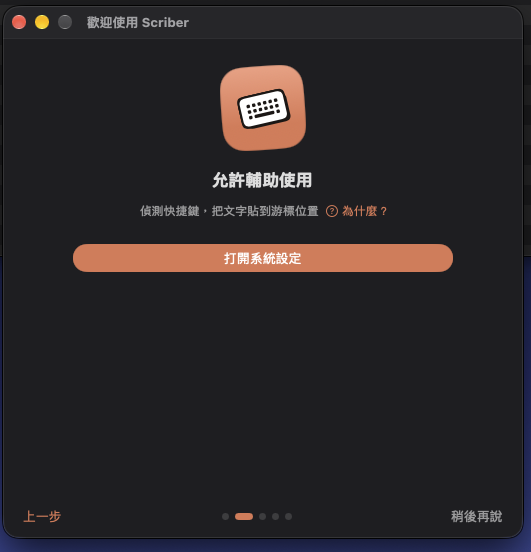 歡迎使用 Scriber
允許輔助使用
偵測快捷鍵，把文字貼到游標位置 ? 為什麼？
打開系統設定
上一步
稍後再說